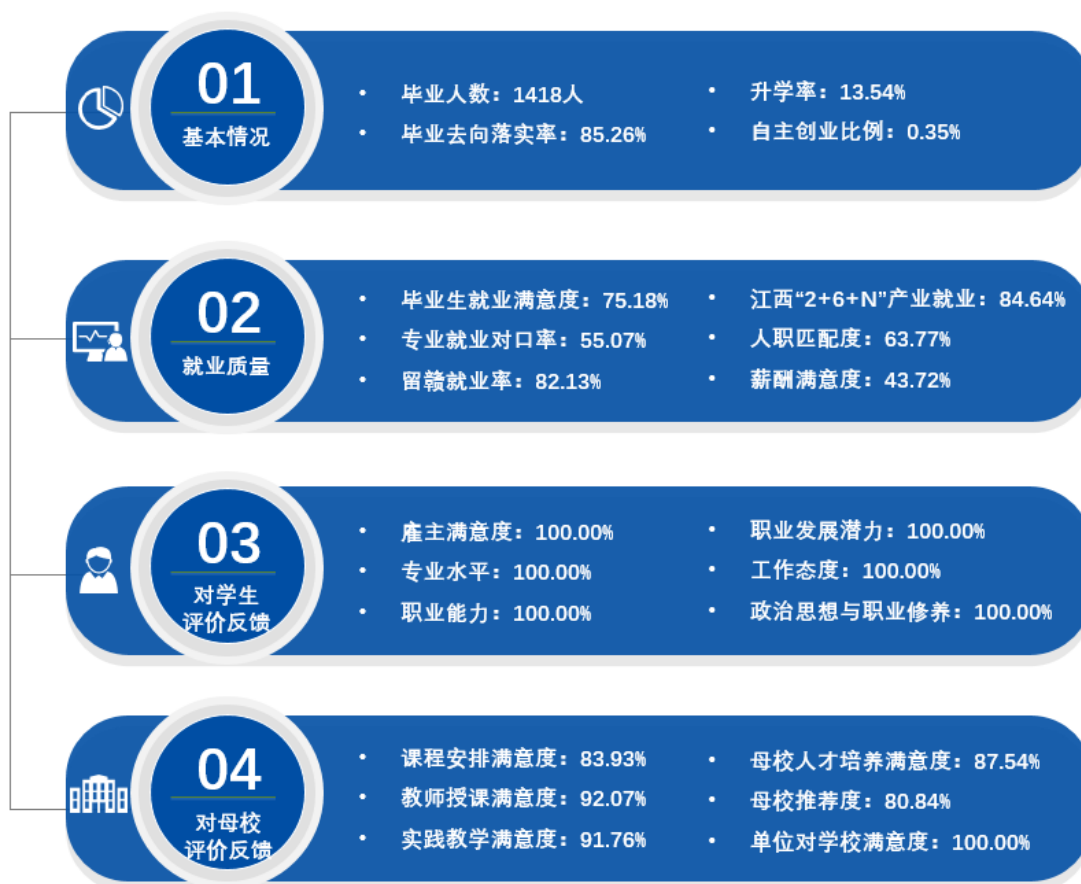 01
基本情况
• 毕业人数：1418人
• 毕业去向落实率：85.26%
• 升学率：13.54%
• 自主创业比例：0.35%
02
就业质量
• 毕业生就业满意度：75.18%
• 专业就业对口率：55.07%
• 留赣就业率：82.13%
• 江西“2+6+N”产业就业：84.64%
• 人职匹配度：63.77%
• 薪酬满意度：43.72%
03
对学生
评价反馈
• 雇主满意度：100.00%
• 专业水平：100.00%
• 职业能力：100.00%
• 职业发展潜力：100.00%
• 工作态度：100.00%
• 政治思想与职业修养：100.00%
04
对母校
评价反馈
• 课程安排满意度：83.93%
• 教师授课满意度：92.07%
• 实践教学满意度：91.76%
• 母校人才培养满意度：87.54%
• 母校推荐度：80.84%
• 单位对学校满意度：100.00%